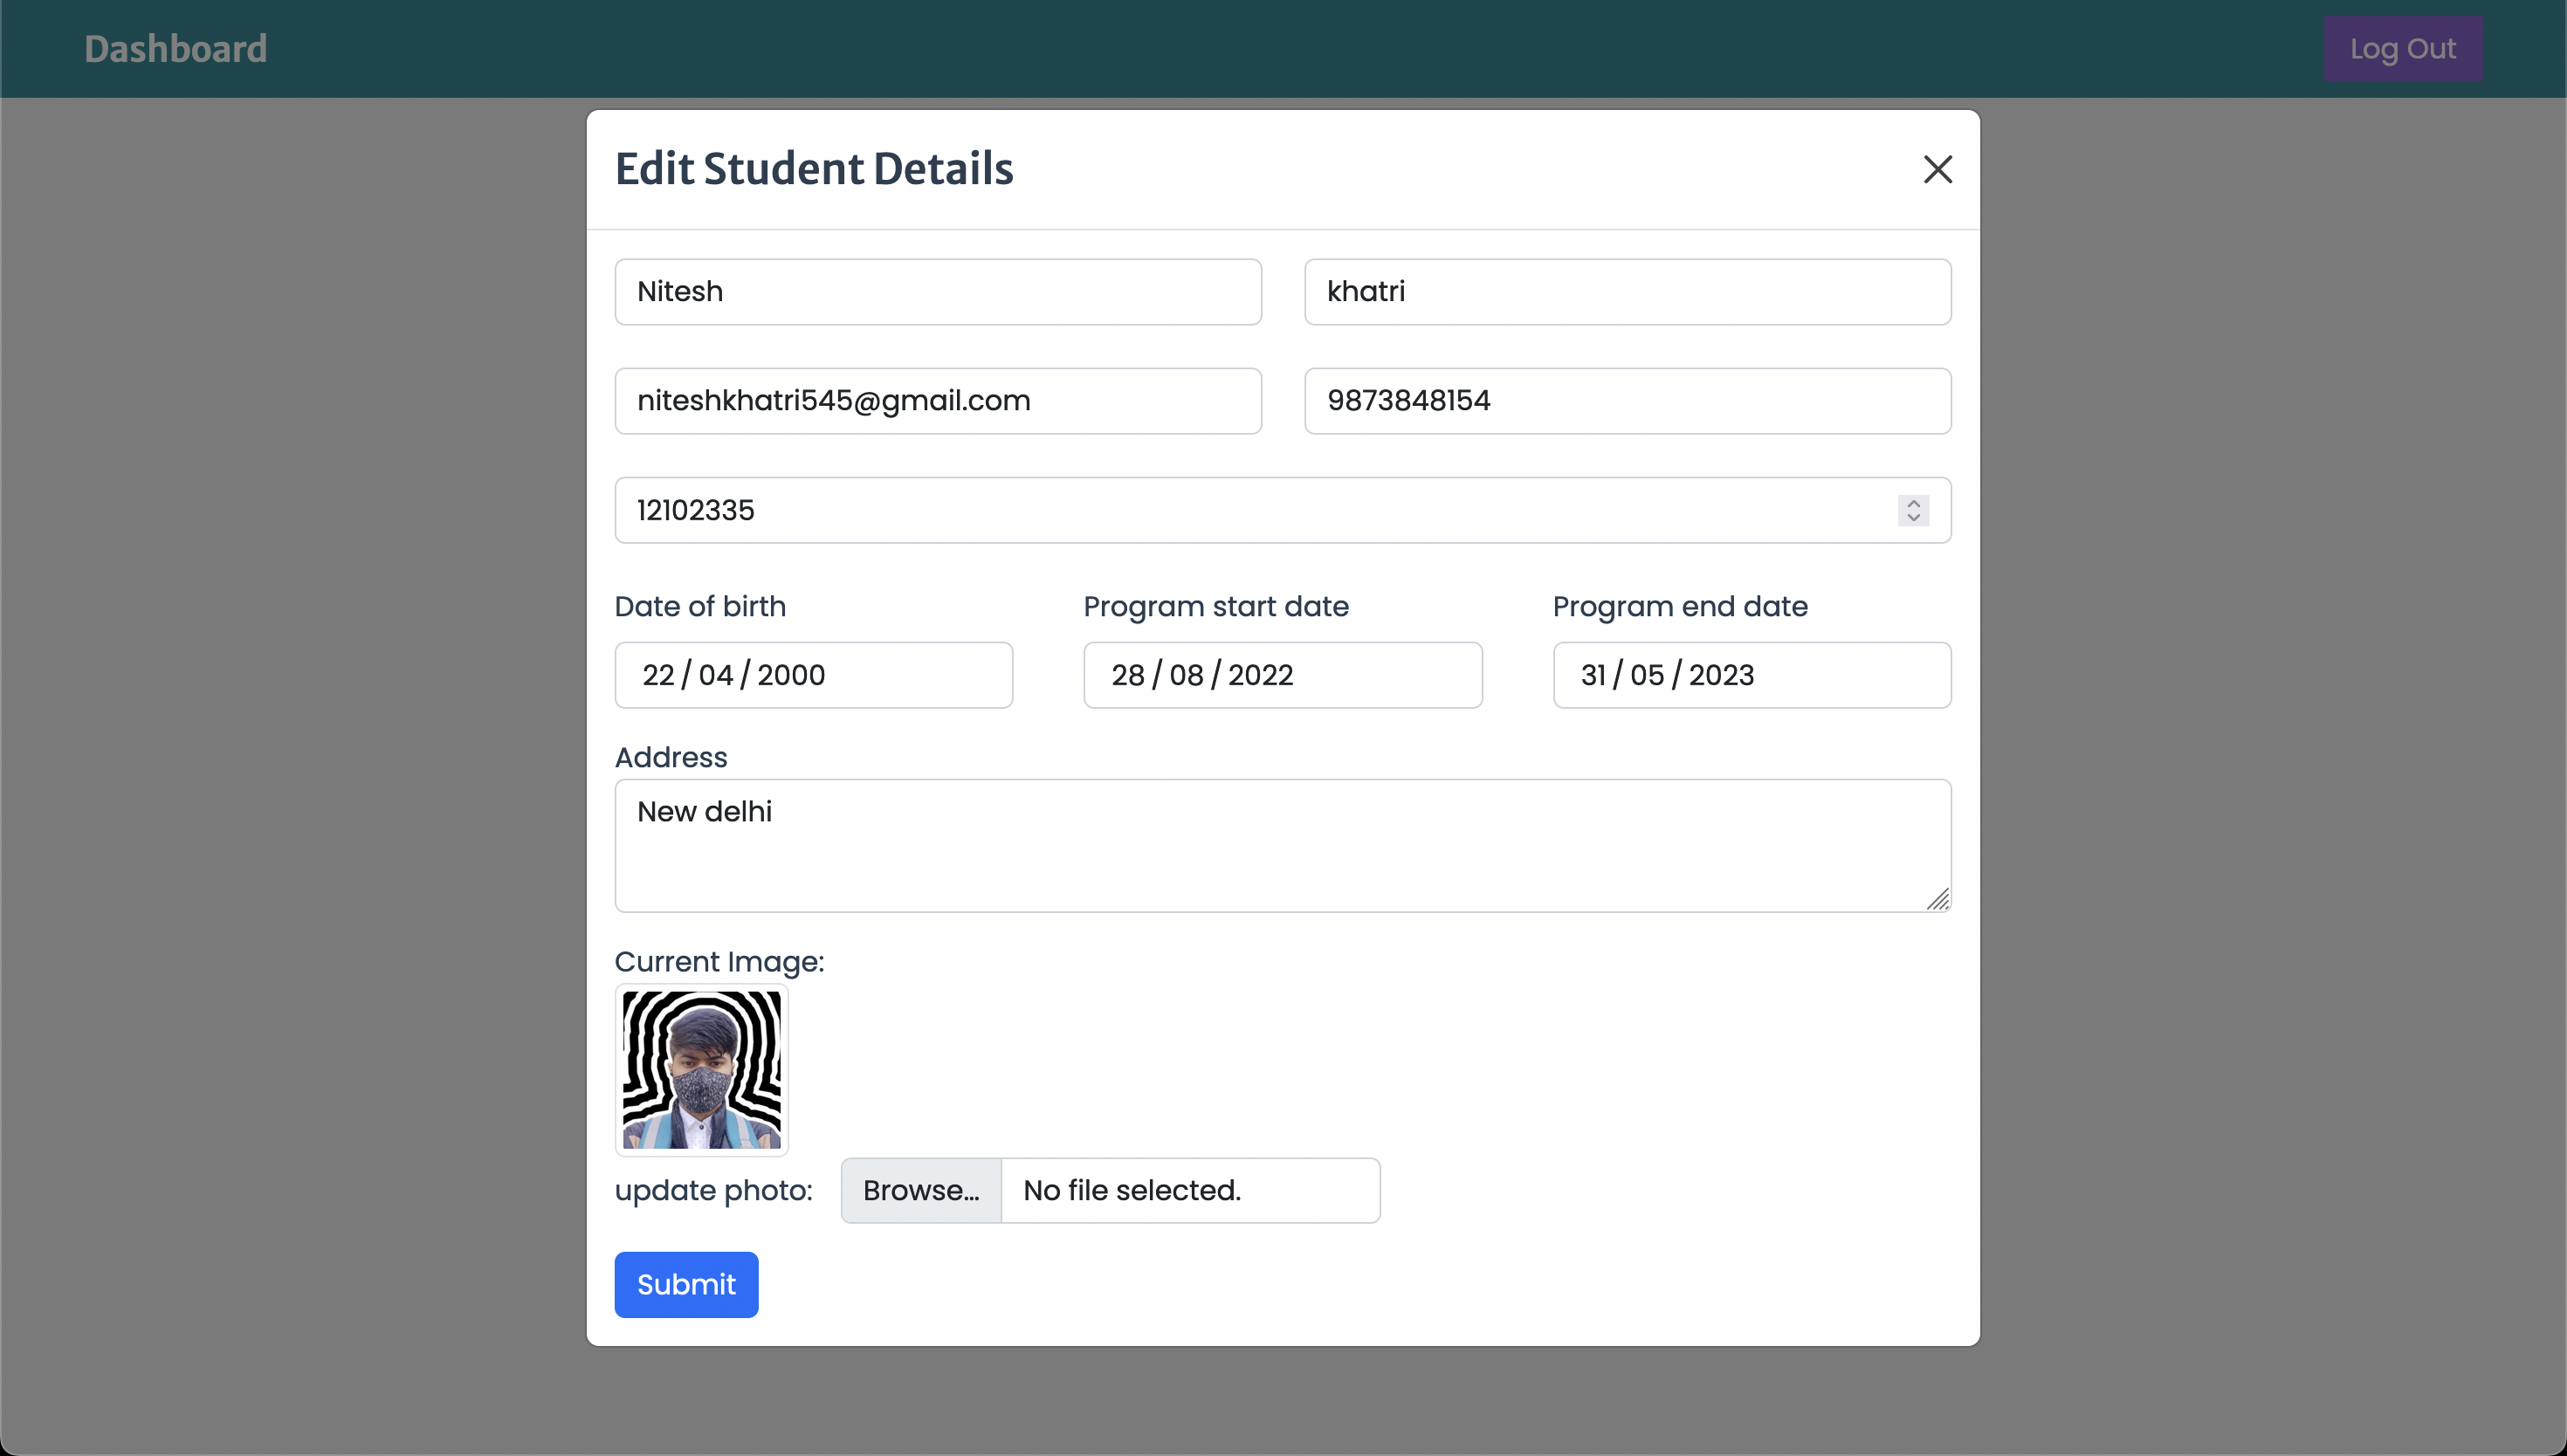 Dashboard Log Out
Edit Student Details
Nitesh khatri
niteshkhatri545@gmail.com 9873848154
12102335
Date of birth Program start date Program end date
22 / 04 / 2000 28 / 08 / 2022 31 / 05 / 2023
Address
New delhi
Current Image:
update photo: Browse... No file selected.
Submit